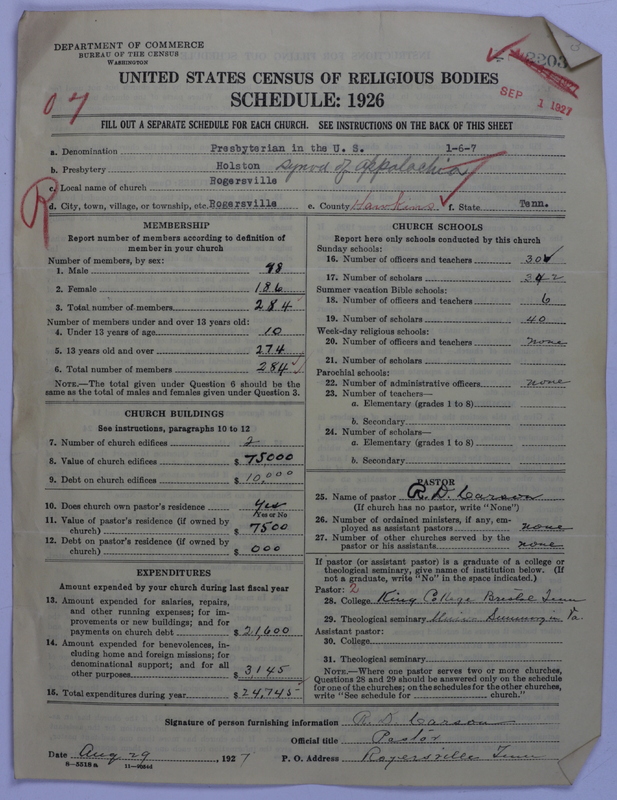 DEPARTMENT OF COMMERCE
BUREAU OF THE CENSUS
WASHINGTON
2203
SEP 1 1927
UNITED STATES CENSUS OF RELIGIOUS BODIES
SCHEDULE: 1926
07
FILL OUT A SEPARATE SCHEDULE FOR EACH CHURCH. SEE INSTRUCTIONS ON THE BACK OF THIS SHEET
a. Denomination Presbyterian in the U. S. 1-6-7
b. Presbytery Holston Synod of Appalachia
c. Local name of church Rogersville
R
d. City, town, village, or township, etc. Rogersville e. County Hawkins f. State Tenn.
MEMBERSHIP
Report number of members according to definition of
member in your church
Number of members, by sex:
1. Male 98
2. Female 186
3. Total number of members 284
Number of members under and over 13 years old:
4. Under 13 years of age 10
5. 13 years old and over 274
6. Total number of members 284
NOTE.—The total given under Question 6 should be the
same as the total of males and females given under Question 3.
CHURCH BUILDINGS
See instructions, paragraphs 10 to 12
7. Number of church edifices 2
8. Value of church edifices $ 75000
9. Debt on church edifices $ 10,000
10. Does church own pastor's residence Yes
Yes or No
11. Value of pastor's residence (if owned by
church) $ 7500
12. Debt on pastor's residence (if owned by
church) $ 000
EXPENDITURES
Amount expended by your church during last fiscal year
13. Amount expended for salaries, repairs,
and other running expenses; for im-
provements or new buildings; and for
payments on church debt $ 21,600
14. Amount expended for benevolences, in-
cluding home and foreign missions; for
denominational support; and for all
other purposes $ 3145
15. Total expenditures during year $ 24,745
CHURCH SCHOOLS
Report here only schools conducted by this church
Sunday schools:
16. Number of officers and teachers 30
17. Number of scholars 342
Summer vacation Bible schools:
18. Number of officers and teachers 6
19. Number of scholars 40
Week-day religious schools:
20. Number of officers and teachers none
21. Number of scholars
Parochial schools:
22. Number of administrative officers none
23. Number of teachers—
a. Elementary (grades 1 to 8)
b. Secondary
24. Number of scholars—
a. Elementary (grades 1 to 8)
b. Secondary
PASTOR
25. Name of pastor R. D. Carson
(If church has no pastor, write "None")
26. Number of ordained ministers, if any, em-
ployed as assistant pastors none
27. Number of other churches served by the
pastor or his assistants none
If pastor (or assistant pastor) is a graduate of a college or
theological seminary, give name of institution below. (If
not a graduate, write "No" in the space indicated.)
Pastor: 2
28. College King College Bristol Tenn
29. Theological seminary Union Seminary in Va.
Assistant pastor:
30. College
31. Theological seminary
NOTE.—Where one pastor serves two or more churches,
Questions 28 and 29 should be answered only on the schedule
for one of the churches; on the schedules for the other churches,
write "See schedule for church."
Signature of person furnishing information R. D. Carson
Official title Pastor
Date Aug 29, 1927 P. O. Address Rogersville Tenn
8-5518a